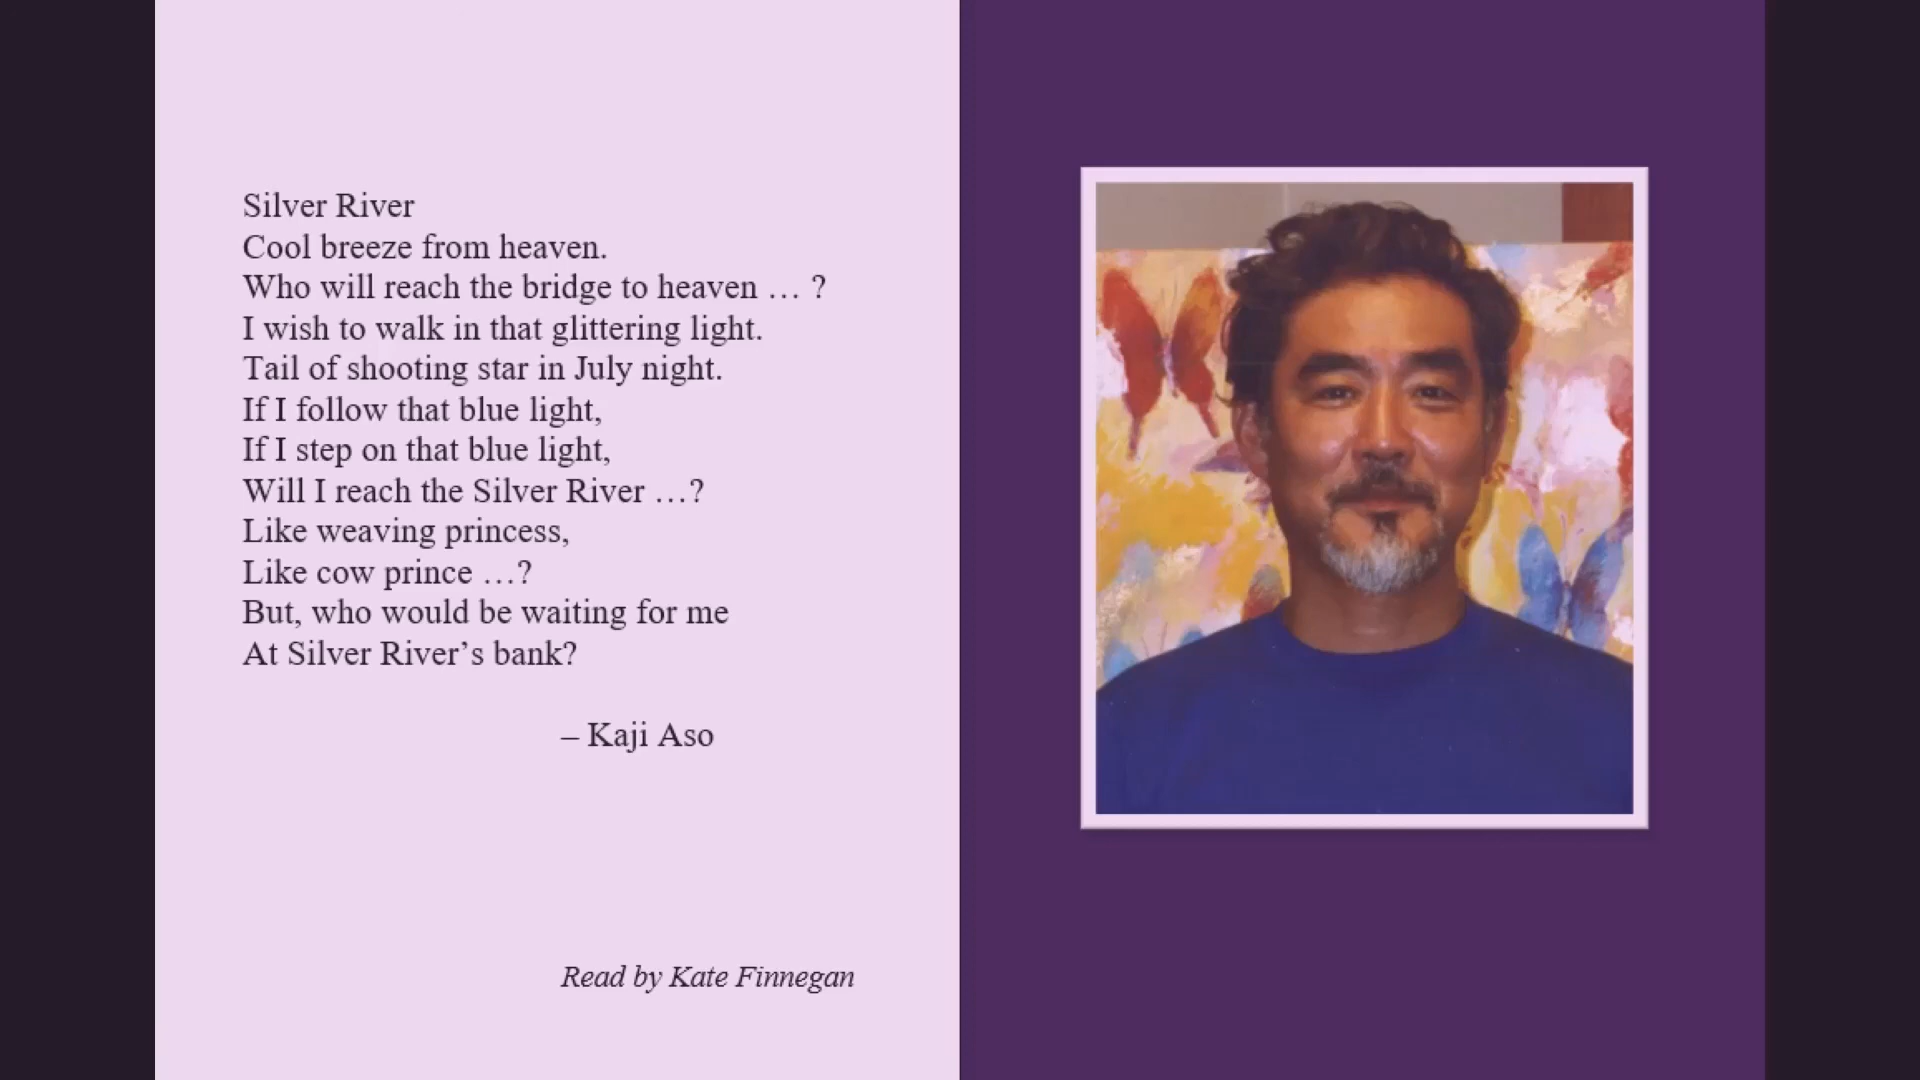 Silver River
Cool breeze from heaven.
Who will reach the bridge to heaven … ?
I wish to walk in that glittering light.
Tail of shooting star in July night.
If I follow that blue light,
If I step on that blue light,
Will I reach the Silver River …?
Like weaving princess,
Like cow prince …?
But, who would be waiting for me
At Silver River’s bank?
– Kaji Aso
Read by Kate Finnegan